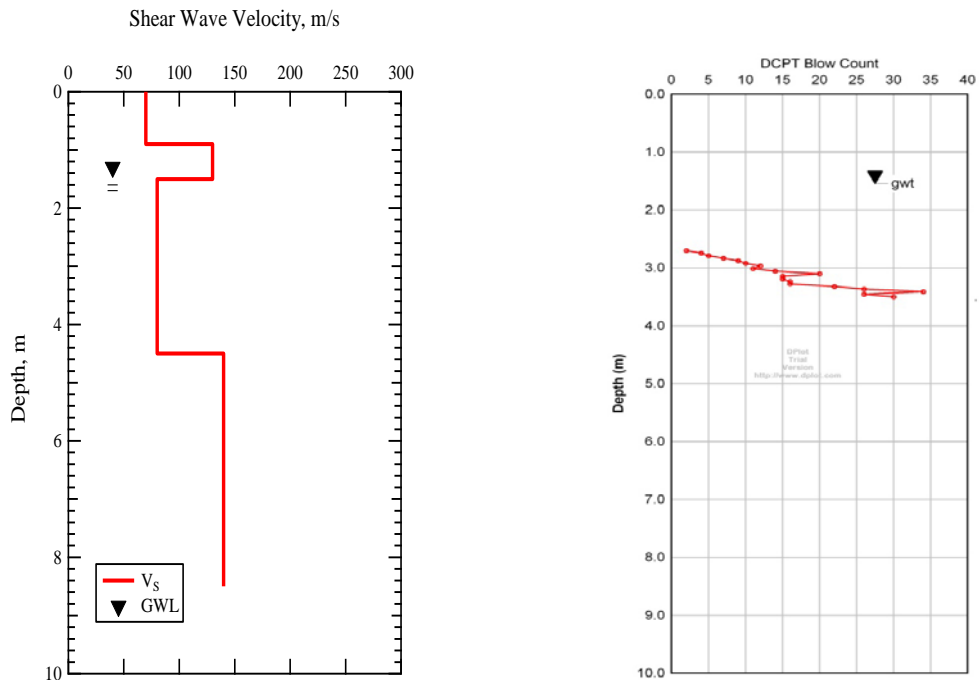 Shear Wave Velocity, m/s
0 50 100 150 200 250 300
0
2
4
6
8
10
Depth, m
V_S
GWL
DCPT Blow Count
0 5 10 15 20 25 30 35 40
0.0
1.0
2.0
3.0
4.0
5.0
6.0
7.0
8.0
9.0
10.0
Depth (m)
gwt
DPlot
Trial
Version
http://www.dplot.com